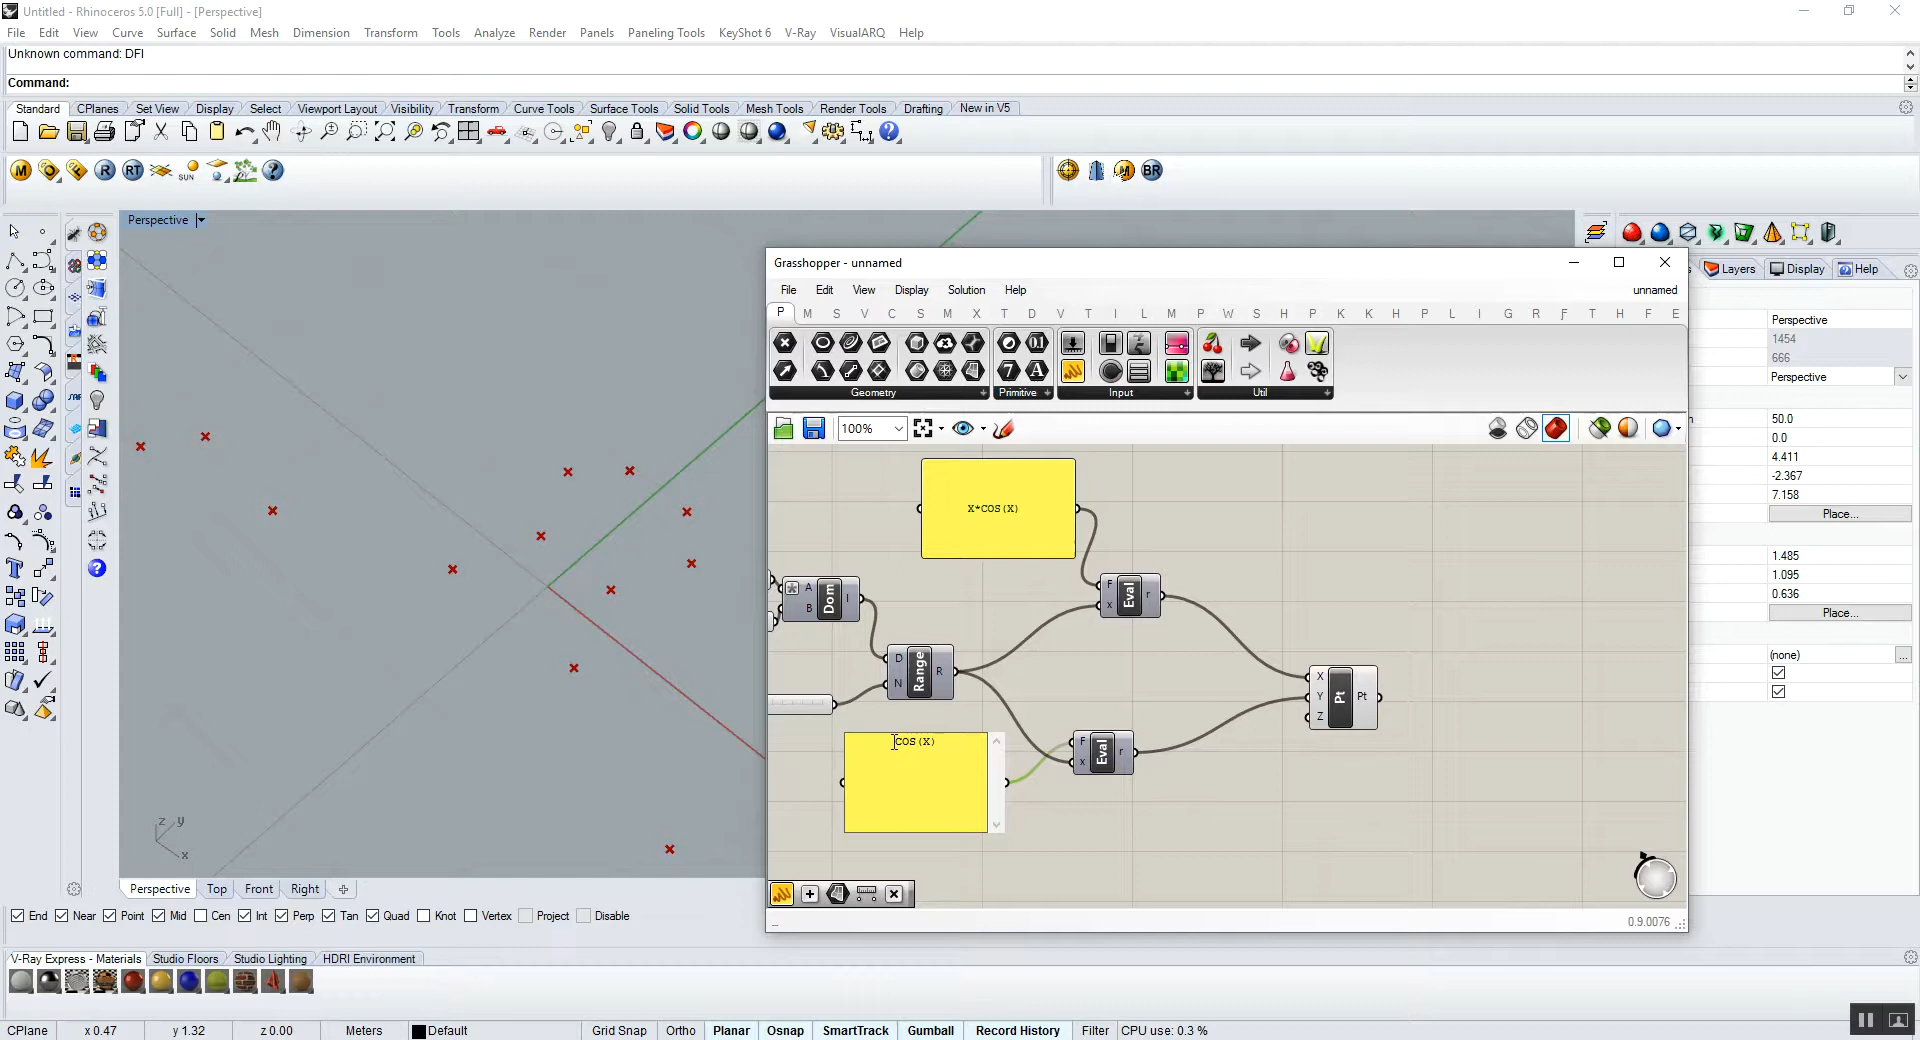 Untitled - Rhinoceros 5.0 [Full] - [Perspective]
File Edit View Curve Surface Solid Mesh Dimension Transform Tools Analyze Render Panels Paneling Tools KeyShot 6 V-Ray VisualARQ Help
Unknown command: DFI
Command:
Standard CPlanes Set View Display Select Viewport Layout Visibility Transform Curve Tools Surface Tools Solid Tools Mesh Tools Render Tools Drafting New in V5
M R RT SUN BR
Perspective
Layers Display Help
Grasshopper - unnamed
File Edit View Display Solution Help unnamed
P M S V C S M X T D V T I L M P W S H P K K H P L I R F T H F E
Geometry Primitive Input Util
100%
X*COS(X)
A B Dom I
F x Eval r
D N Range R
X Y Z Pt Pt
COS(X)
F x Eval r
0.9.0076
Perspective
1454
666
Perspective
50.0
0.0
4.411
-2.367
7.158
Place...
1.485
1.095
0.636
Place...
(none) ...
z y x
Perspective Top Front Right
End Near Point Mid Cen Int Perp Tan Quad Knot Vertex Project Disable
V-Ray Express - Materials Studio Floors Studio Lighting HDRI Environment
CPlane x 0.47 y 1.32 z 0.00 Meters Default Grid Snap Ortho Planar Osnap SmartTrack Gumball Record History Filter CPU use: 0.3 %